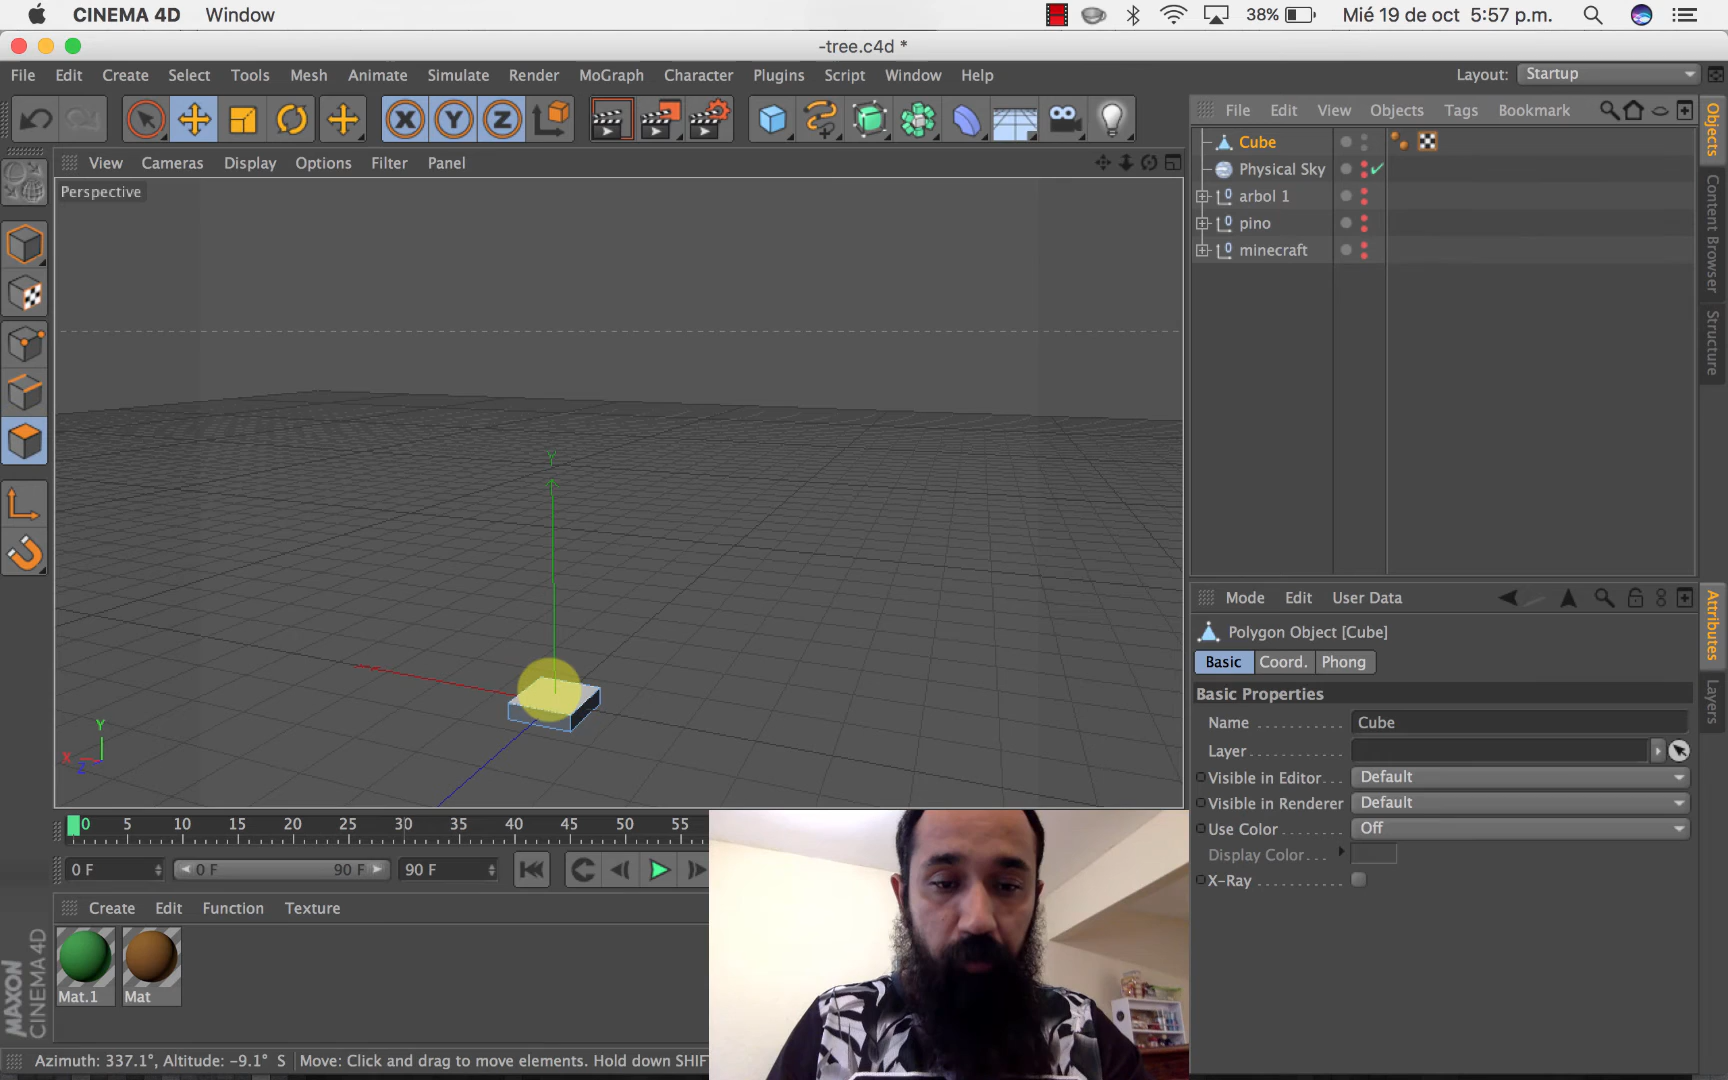 CINEMA 4D Window 38% Mié 19 de oct 5:57 p.m.
-tree.c4d *
File Edit Create Select Tools Mesh Animate Simulate Render MoGraph Character Plugins Script Window Help Layout: Startup
X Y Z
File Edit View Objects Tags Bookmark
View Cameras Display Options Filter Panel
Perspective
Cube
Physical Sky
arbol 1
pino
minecraft
Objects
Content Browser
Structure
Y
Y
X
Z
Mode Edit User Data
Polygon Object [Cube]
Basic Coord. Phong
Basic Properties
Name Cube
Layer
Visible in Editor Default
Visible in Renderer Default
Use Color Off
Display Color
X-Ray
Attributes
Layers
0 5 10 15 20 25 30 35 40 45 50 55
0 F 0 F 90 F 90 F
Create Edit Function Texture
Mat.1 Mat
MAXON
CINEMA 4D
Azimuth: 337.1°, Altitude: -9.1° S Move: Click and drag to move elements. Hold down SHIF